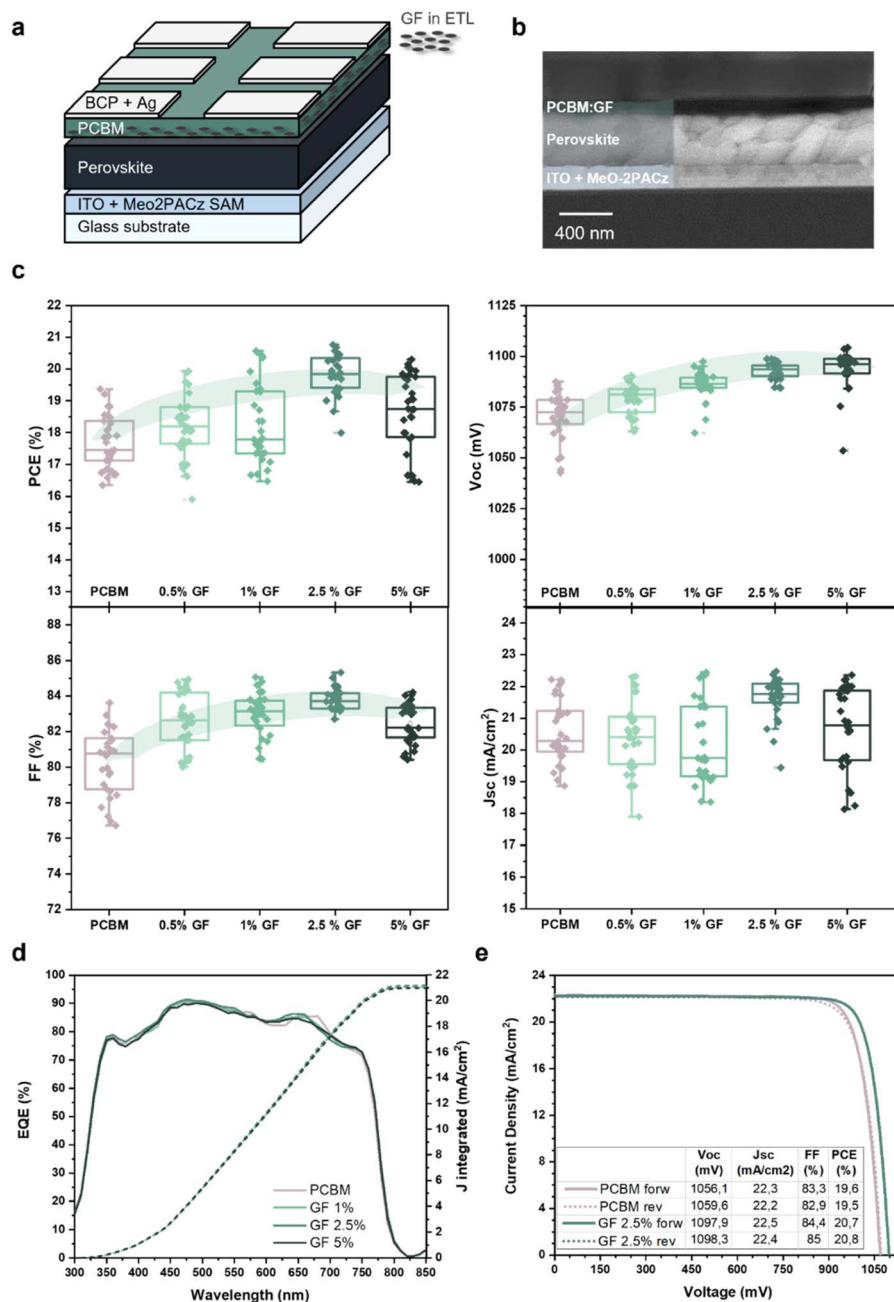 a
GF in ETL
BCP + Ag
PCBM
Perovskite
ITO + Meo2PACz SAM
Glass substrate
b
PCBM:GF
Perovskite
ITO + MeO-2PACz
400 nm
c
22
21
20
19
18
17
16
15
14
13
PCE (%)
PCBM
0.5% GF
1% GF
2.5 % GF
5% GF
1125
1100
1075
1050
1025
1000
Voc (mV)
PCBM
0.5% GF
1% GF
2.5% GF
5% GF
88
86
84
82
80
78
76
74
72
FF (%)
PCBM
0.5% GF
1% GF
2.5 % GF
5% GF
24
23
22
21
20
19
18
17
16
15
Jsc (mA/cm²)
PCBM
0.5% GF
1% GF
2.5 % GF
5% GF
d
100
90
80
70
60
50
40
30
20
10
0
EQE (%)
22
20
18
16
14
12
10
8
6
4
2
0
J integrated (mA/cm²)
PCBM
GF 1%
GF 2.5%
GF 5%
300 350 400 450 500 550 600 650 700 750 800 850
Wavelength (nm)
e
24
20
16
12
8
4
0
Current Density (mA/cm²)
Voc (mV) Jsc (mA/cm2) FF (%) PCE (%)
PCBM forw 1056,1 22,3 83,3 19,6
PCBM rev 1059,6 22,2 82,9 19,5
GF 2.5% forw 1097,9 22,5 84,4 20,7
GF 2.5% rev 1098,3 22,4 85 20,8
0 150 300 450 600 750 900 1050
Voltage (mV)